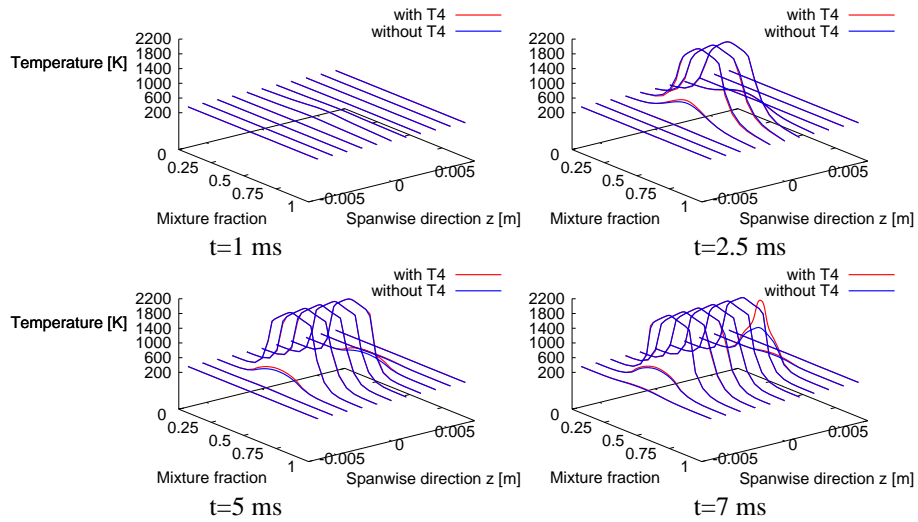 with T4
without T4
Temperature [K]
2200
1800
1400
1000
600
200
0
0.25
0.5
0.75
1
Mixture fraction
-0.005
0
0.005
Spanwise direction z [m]
t=1 ms
with T4
without T4
2200
1800
1400
1000
600
200
0
0.25
0.5
0.75
1
Mixture fraction
-0.005
0
0.005
Spanwise direction z [m]
t=2.5 ms
with T4
without T4
Temperature [K]
2200
1800
1400
1000
600
200
0
0.25
0.5
0.75
1
Mixture fraction
-0.005
0
0.005
Spanwise direction z [m]
t=5 ms
with T4
without T4
2200
1800
1400
1000
600
200
0
0.25
0.5
0.75
1
Mixture fraction
-0.005
0
0.005
Spanwise direction z [m]
t=7 ms